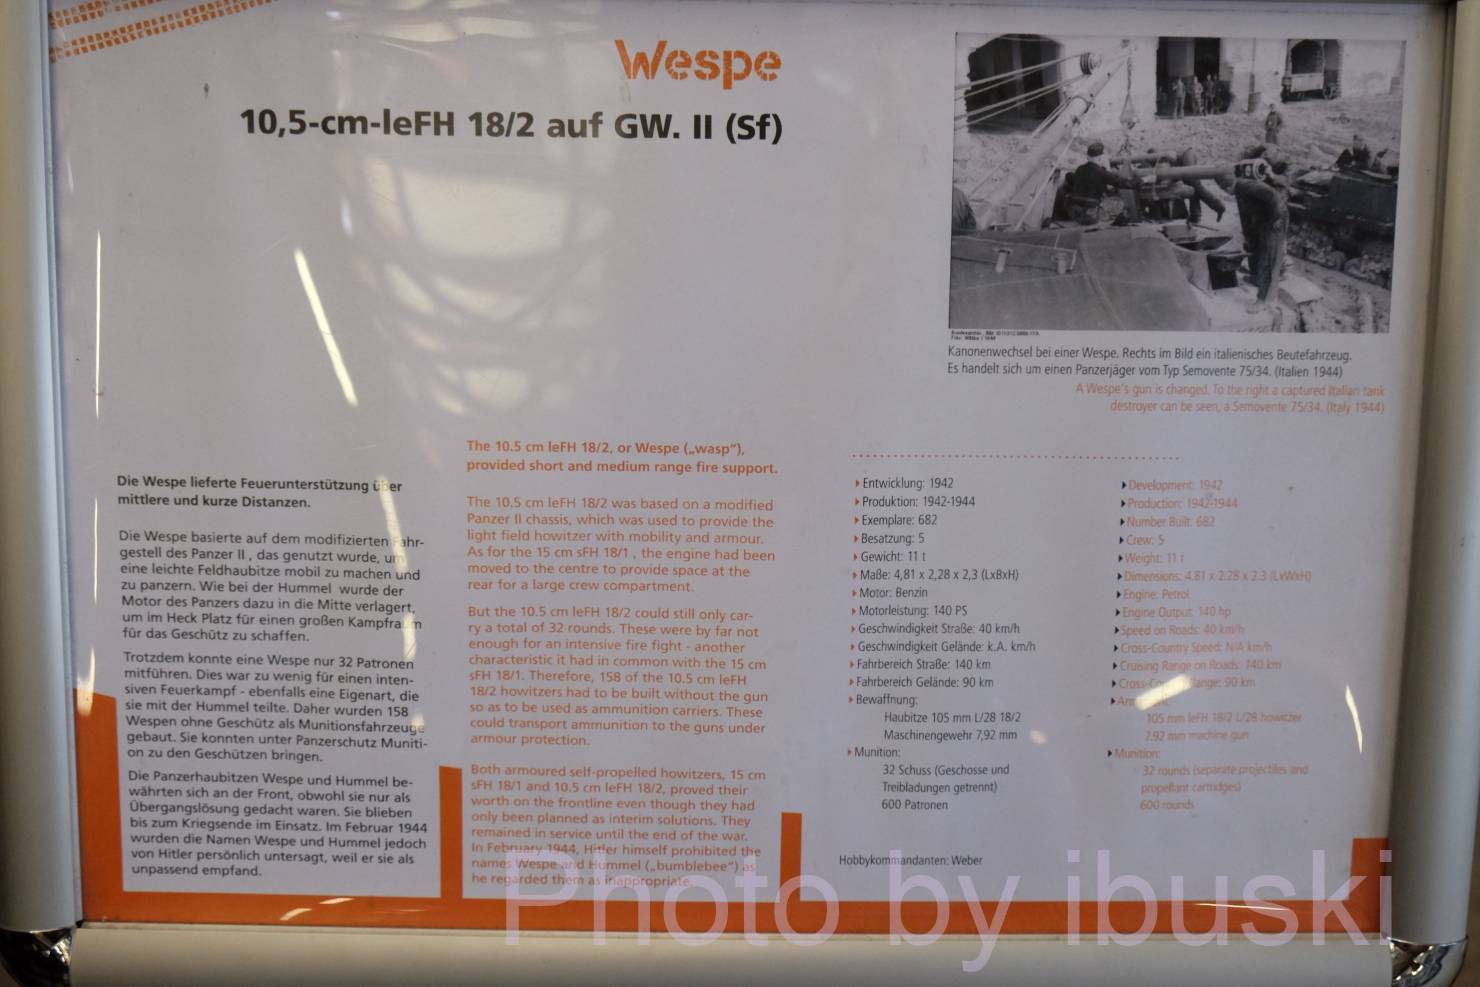 Wespe
10,5-cm-leFH 18/2 auf GW. II (Sf)
Kanonenwechsel bei einer Wespe. Rechts im Bild ein italienisches Beutefahrzeug.
Es handelt sich um einen Panzerjäger vom Typ Semovente 75/34. (Italien 1944)
A Wespe's gun is changed. To the right a captured Italian tank
destroyer can be seen, a Semovente 75/34. (Italy 1944)
Die Wespe lieferte Feuerunterstützung über
mittlere und kurze Distanzen.
Die Wespe basierte auf dem modifizierten Fahr-
gestell des Panzer II , das genutzt wurde, um
eine leichte Feldhaubitze mobil zu machen und
zu panzern. Wie bei der Hummel wurde der
Motor des Panzers dazu in die Mitte verlagert,
um im Heck Platz für einen großen Kampfraum
für das Geschütz zu schaffen.
Trotzdem konnte eine Wespe nur 32 Patronen
mitführen. Dies war zu wenig für einen inten-
siven Feuerkampf - ebenfalls eine Eigenart, die
sie mit der Hummel teilte. Daher wurden 158
Wespen ohne Geschütz als Munitionsfahrzeuge
gebaut. Sie konnten unter Panzerschutz Muniti-
on zu den Geschützen bringen.
Die Panzerhaubitzen Wespe und Hummel be-
währten sich an der Front, obwohl sie nur als
Übergangslösung gedacht waren. Sie blieben
bis zum Kriegsende im Einsatz. Im Februar 1944
wurden die Namen Wespe und Hummel jedoch
von Hitler persönlich untersagt, weil er sie als
unpassend empfand.
The 10.5 cm leFH 18/2, or Wespe („wasp"),
provided short and medium range fire support.
The 10.5 cm leFH 18/2 was based on a modified
Panzer II chassis, which was used to provide the
light field howitzer with mobility and armour.
As for the 15 cm sFH 18/1 , the engine had been
moved to the centre to provide space at the
rear for a large crew compartment.
But the 10.5 cm leFH 18/2 could still only car-
ry a total of 32 rounds. These were by far not
enough for an intensive fire fight - another
characteristic it had in common with the 15 cm
sFH 18/1. Therefore, 158 of the 10.5 cm leFH
18/2 howitzers had to be built without the gun
so as to be used as ammunition carriers. These
could transport ammunition to the guns under
armour protection.
Both armoured self-propelled howitzers, 15 cm
sFH 18/1 and 10.5 cm leFH 18/2, proved their
worth on the frontline even though they had
only been planned as interim solutions. They
remained in service until the end of the war.
In February 1944, Hitler himself prohibited the
names Wespe and Hummel („bumblebee") as
he regarded them as inappropriate.
Entwicklung: 1942
Produktion: 1942-1944
Exemplare: 682
Besatzung: 5
Gewicht: 11 t
Maße: 4,81 x 2,28 x 2,3 (LxBxH)
Motor: Benzin
Motorleistung: 140 PS
Geschwindigkeit Straße: 40 km/h
Geschwindigkeit Gelände: k.A. km/h
Fahrbereich Straße: 140 km
Fahrbereich Gelände: 90 km
Bewaffnung:
Haubitze 105 mm L/28 18/2
Maschinengewehr 7,92 mm
Munition:
32 Schuss (Geschosse und
Treibladungen getrennt)
600 Patronen
Development: 1942
Production: 1942-1944
Number Built: 682
Crew: 5
Weight: 11 t
Dimensions: 4.81 x 2.28 x 2.3 (LxWxH)
Engine: Petrol
Engine Output: 140 hp
Speed on Roads: 40 km/h
Cross-Country Speed: N/A km/h
Cruising Range on Roads: 140 km
Range: 90 km
105 mm leFH 18/2 L/28 howitzer
7.92 mm machine gun
Munition:
32 rounds (separate projectiles and
propellant cartridges)
600 rounds
Hobbykommandanten: Weber
Photo by ibuski